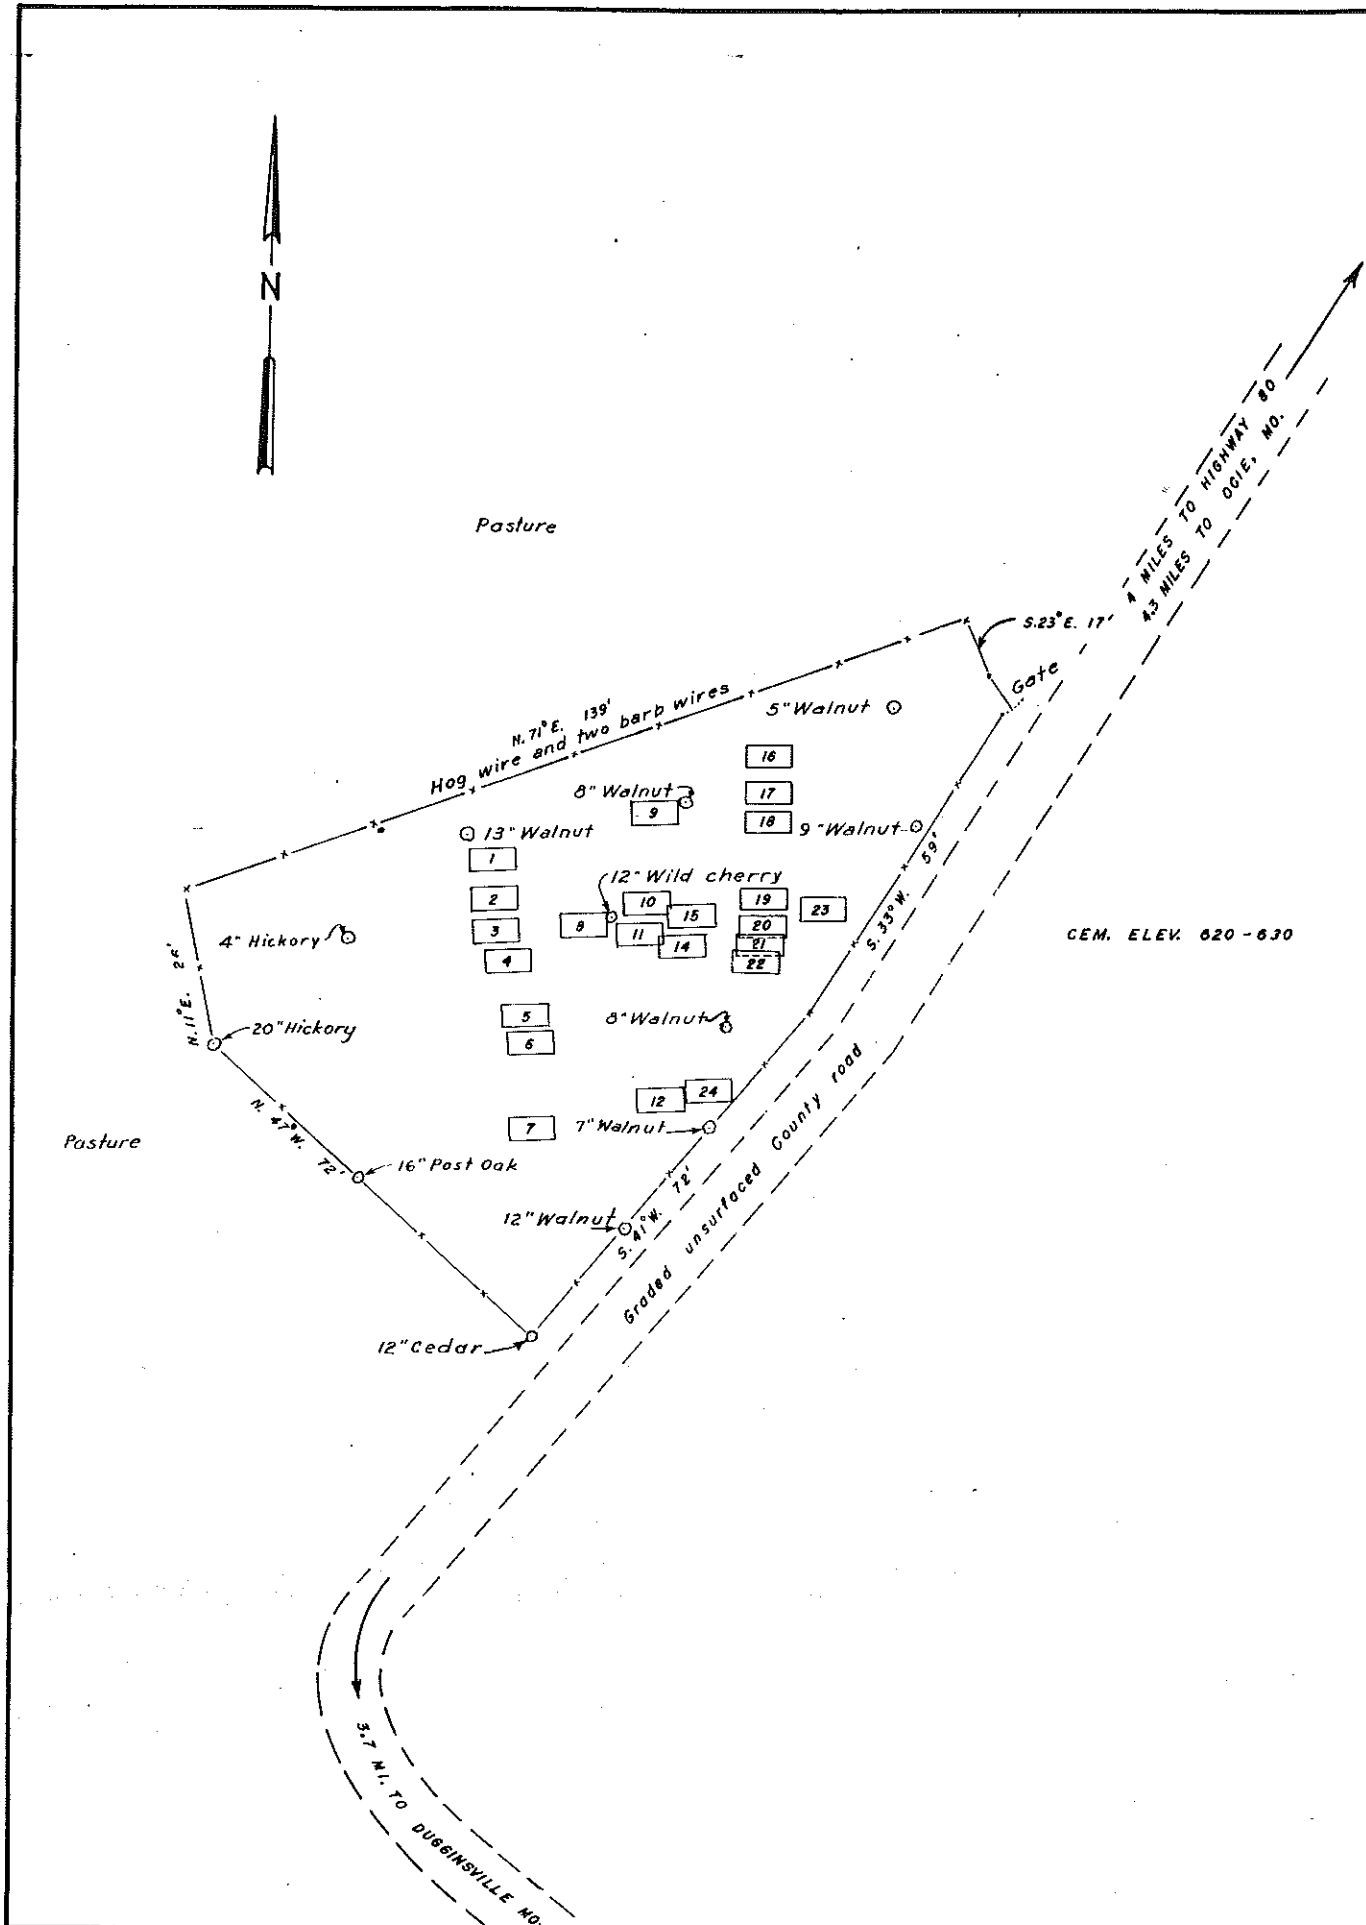 N
Pasture
4 MILES TO HIGHWAY 80
4.3 MILES TO OCIE, MO.
S.23°E. 17'
Gate
5" Walnut
N.71°E. 139'
Hog wire and two barb wires
16
8" Walnut
17
9
18
9" Walnut
13" Walnut
1
12" Wild cherry
2
10
19
23
15
8
3
11
20
4" Hickory
14
21
4
22
S. 33° W. 59'
CEM. ELEV. 620 - 630
N.11°E. 26'
5
8" Walnut
20" Hickory
6
Graded unsurfaced County road
12
24
7
7" Walnut
N. 47° W. 72'
Pasture
16" Post Oak
12" Walnut
S. 41° W. 72'
12" Cedar
3.7 MI. TO DUGGINSVILLE MO.